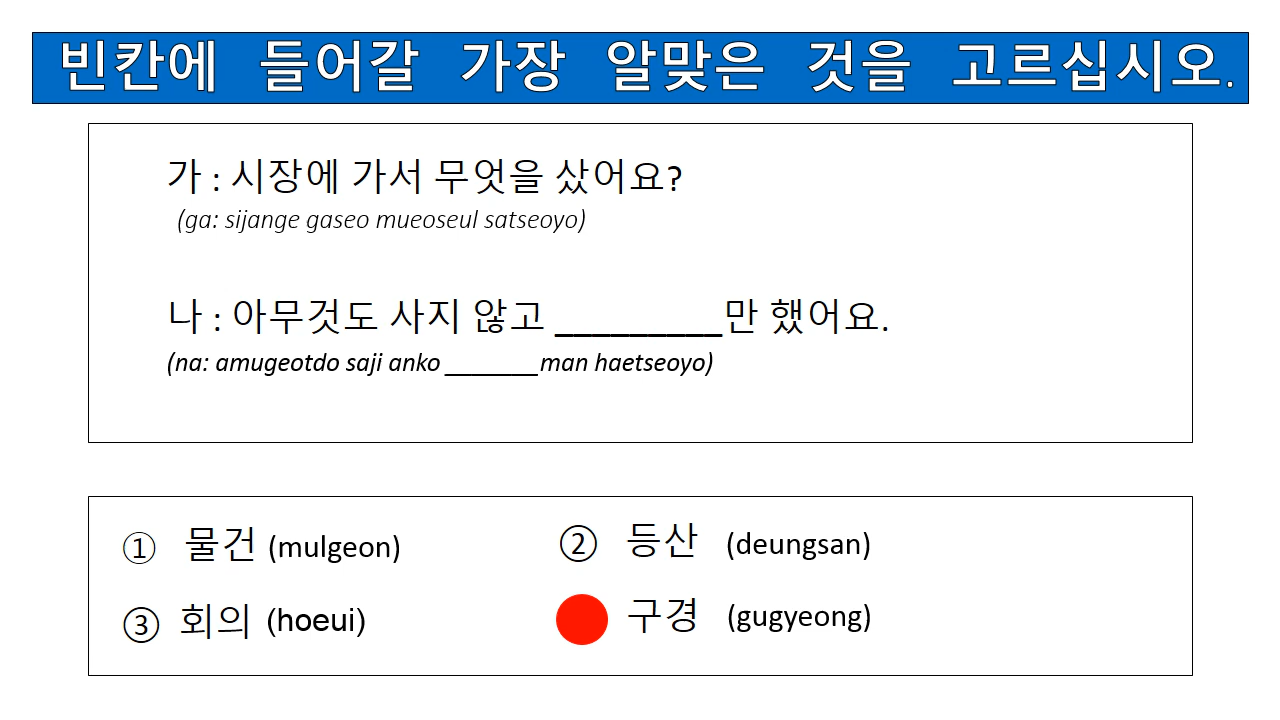 빈칸에 들어갈 가장 알맞은 것을 고르십시오.
가 : 시장에 가서 무엇을 샀어요?
(ga: sijange gaseo mueoseul satseoyo)
나 : 아무것도 사지 않고 _________만 했어요.
(na: amugeotdo saji anko _______man haetseoyo)
① 물건 (mulgeon) ② 등산 (deungsan)
③ 회의 (hoeui) 구경 (gugyeong)